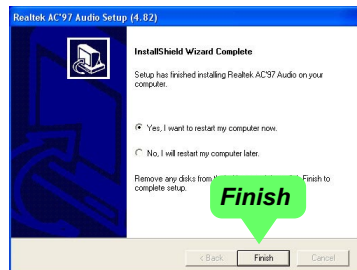 Realtek AC'97 Audio Setup (4.82)
InstallShield Wizard Complete
Setup has finished installing Realtek AC'97 Audio on your
computer.
Yes, I want to restart my computer now.
No, I will restart my computer later.
Remove any disks from Finish to
complete setup.
Finish
< Back
Finish
Cancel